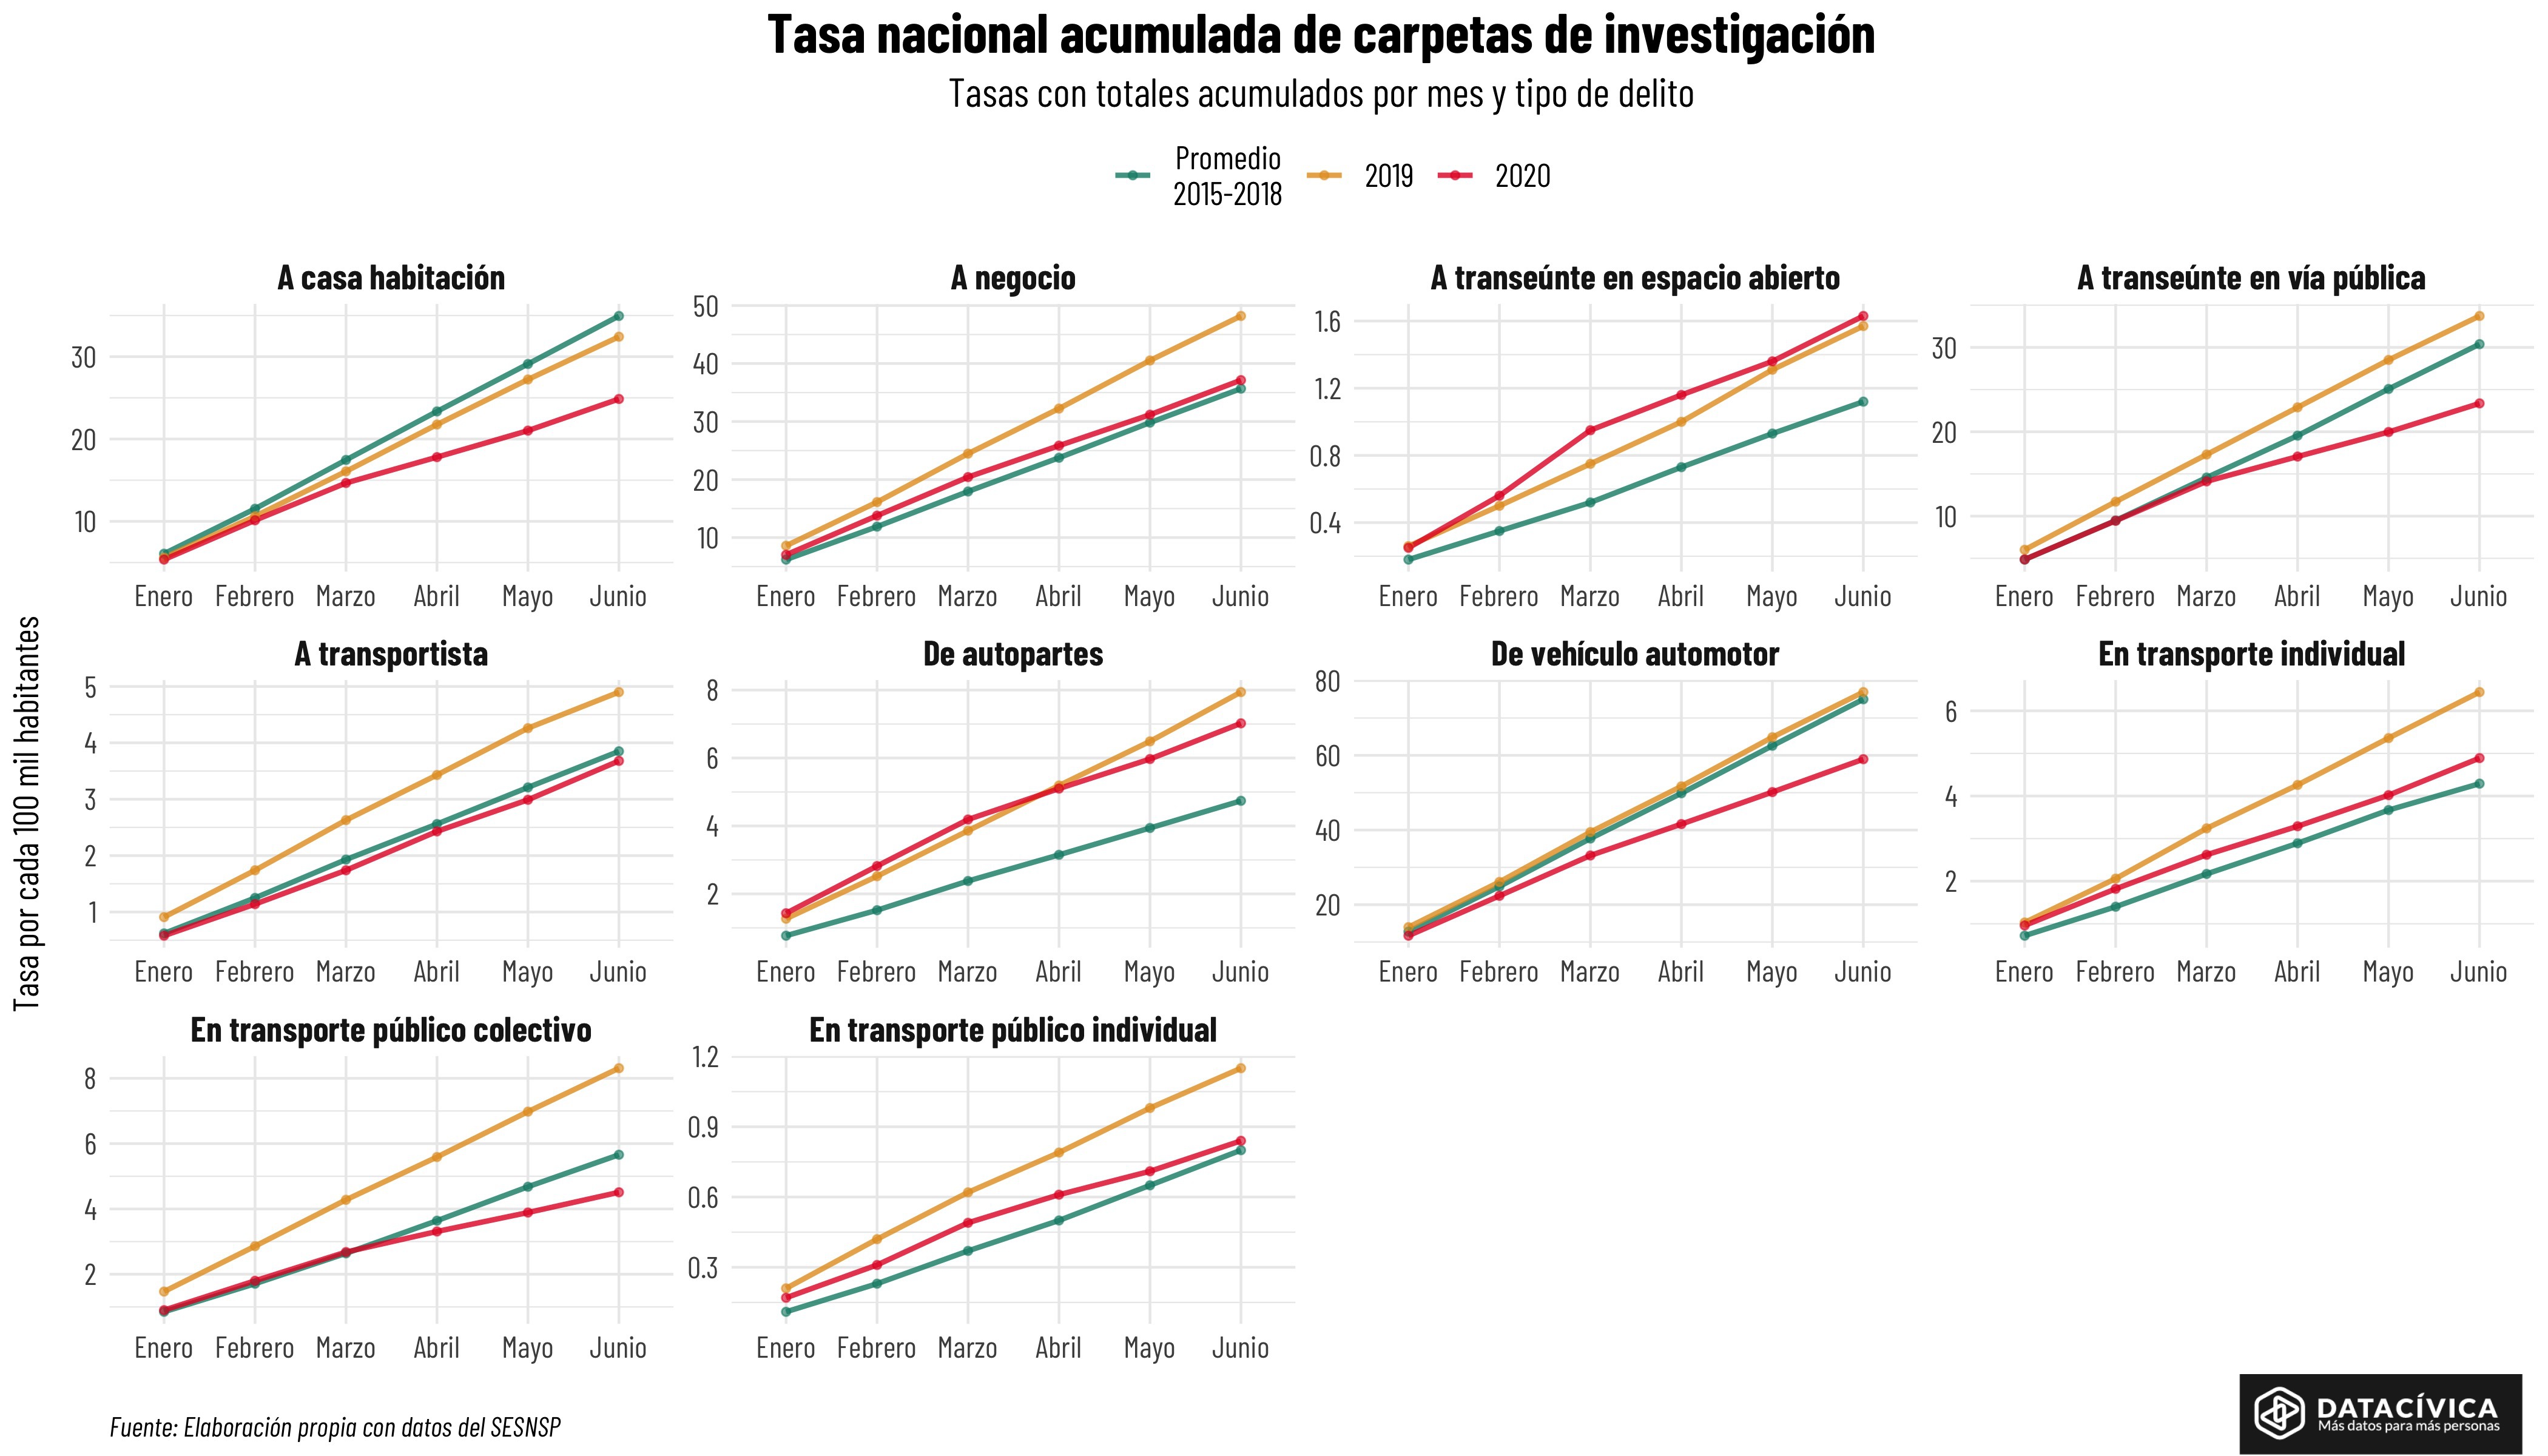 Tasa nacional acumulada de carpetas de investigación
Tasas con totales acumulados por mes y tipo de delito
Promedio
2015-2018
2019
2020
Tasa por cada 100 mil habitantes
A casa habitación
30
20
10
Enero Febrero Marzo Abril Mayo Junio
A negocio
50
40
30
20
10
Enero Febrero Marzo Abril Mayo Junio
A transeúnte en espacio abierto
1.6
1.2
0.8
0.4
Enero Febrero Marzo Abril Mayo Junio
A transeúnte en vía pública
30
20
10
Enero Febrero Marzo Abril Mayo Junio
A transportista
5
4
3
2
1
Enero Febrero Marzo Abril Mayo Junio
De autopartes
8
6
4
2
Enero Febrero Marzo Abril Mayo Junio
De vehículo automotor
80
60
40
20
Enero Febrero Marzo Abril Mayo Junio
En transporte individual
6
4
2
Enero Febrero Marzo Abril Mayo Junio
En transporte público colectivo
8
6
4
2
Enero Febrero Marzo Abril Mayo Junio
En transporte público individual
1.2
0.9
0.6
0.3
Enero Febrero Marzo Abril Mayo Junio
Fuente: Elaboración propia con datos del SESNSP
DATACÍVICA
Más datos para más personas